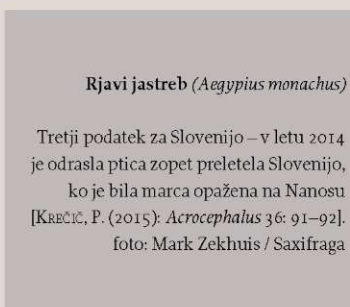 Rjavi jastreb (Aegypius monachus)
Tretji podatek za Slovenijo – v letu 2014
je odrasla ptica zopet preletela Slovenijo,
ko je bila marca opažena na Nanosu
[Krečič, P. (2015): Acrocephalus 36: 91–92].
foto: Mark Zekhuis / Saxifraga